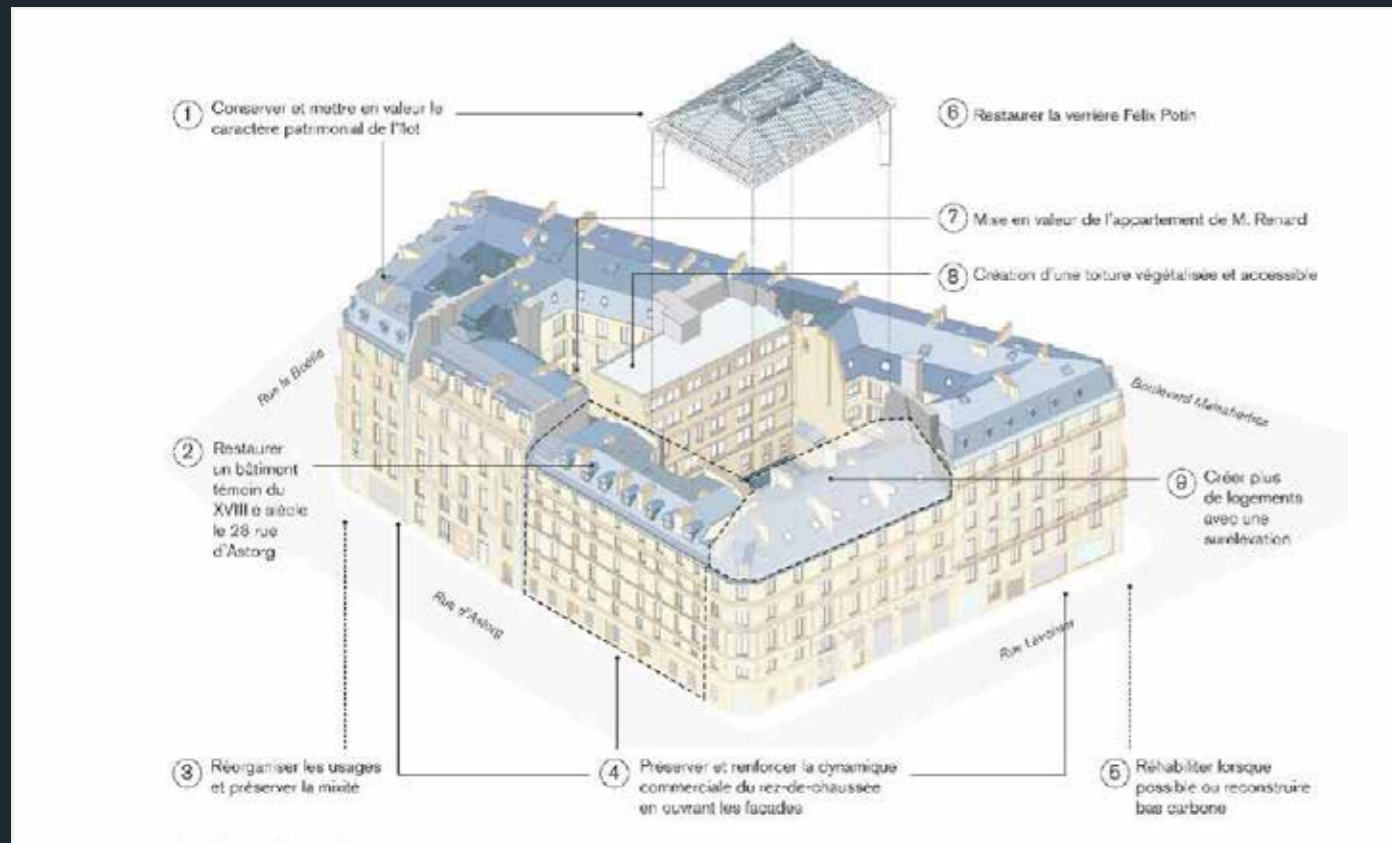 1 Conserver et mettre en valeur le
caractère patrimonial de l'îlot
6 Restaurer la verrière Félix Potin
7 Mise en valeur de l'appartement de M. Renard
8 Création d'une toiture végétalisée et accessible
Rue la Boétie
Boulevard Malesherbes
2 Restaurer
un bâtiment
témoin du
XVIII e siècle
le 28 rue
d'Astorg
9 Créer plus
de logements
avec une
surélévation
Rue d'Astorg
Rue Lavoisier
3 Réorganiser les usages
et préserver la mixité
4 Préserver et renforcer la dynamique
commerciale du rez-de-chaussée
en ouvrant les façades
5 Réhabiliter lorsque
possible ou reconstruire
bas carbone